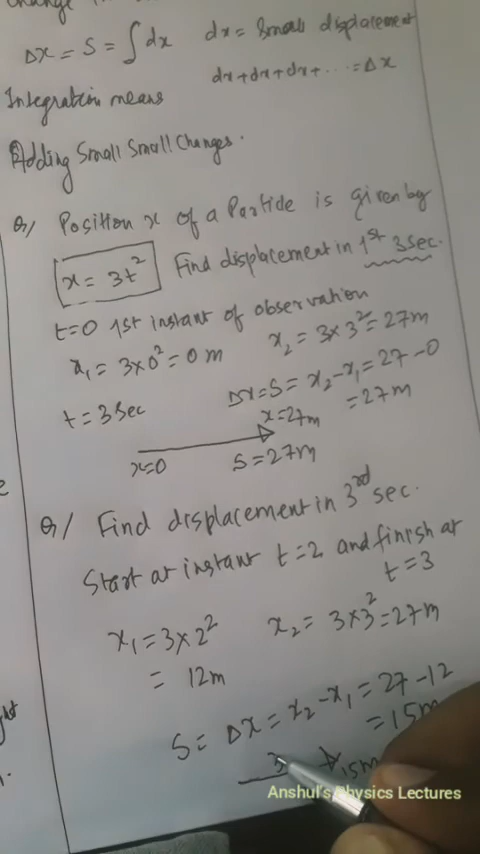 Change
Δx = S = ∫dx dx = Small displacement
dx+dx+dx+... = Δx
Integration means
Adding Small Small Changes.
Q/ Position x of a Particle is given by
x = 3t² Find displacement in 1st 3sec.
t=0 1st instant of observation
x₁ = 3×0² = 0 m x₂ = 3×3² = 27m
t = 3 Sec Δx = S = x₂-x₁ = 27-0
= 27m
x=27m
x=0 S=27m
Q/ Find displacement in 3rd sec.
Start at instant t=2 and finish at
t=3
x₁ = 3×2² x₂ = 3×3² = 27m
= 12m
S = Δx = x₂-x₁ = 27-12
= 15m
15m
Anshul's Physics Lectures